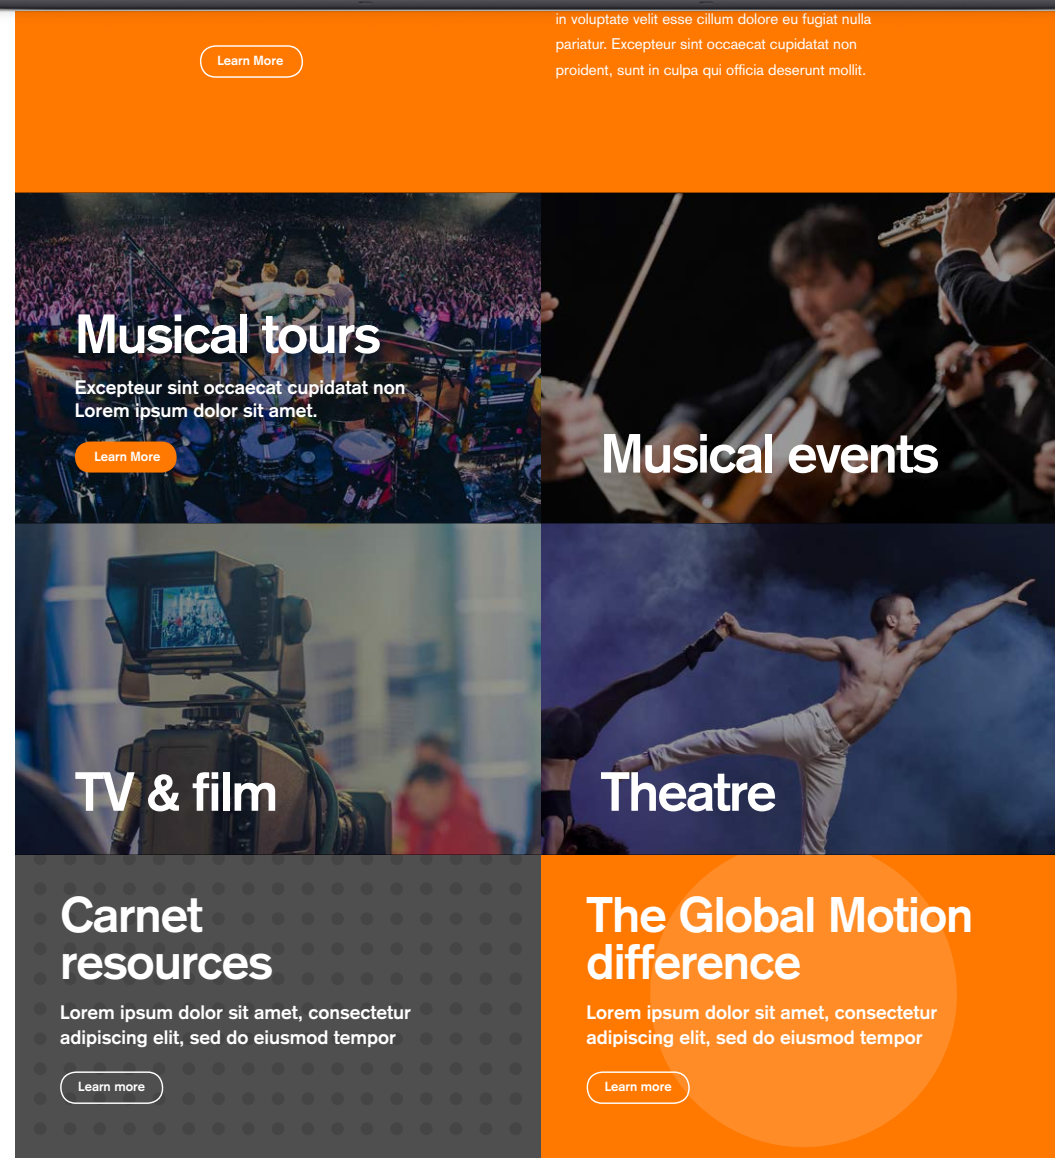 in voluptate velit esse cillum dolore eu fugiat nulla
pariatur. Excepteur sint occaecat cupidatat non
proident, sunt in culpa qui officia deserunt mollit.
Learn More
Musical tours
Excepteur sint occaecat cupidatat non
Lorem ipsum dolor sit amet.
Learn More
Musical events
TV & film
Theatre
Carnet
resources
Lorem ipsum dolor sit amet, consectetur
adipiscing elit, sed do eiusmod tempor
Learn more
The Global Motion
difference
Lorem ipsum dolor sit amet, consectetur
adipiscing elit, sed do eiusmod tempor
Learn more